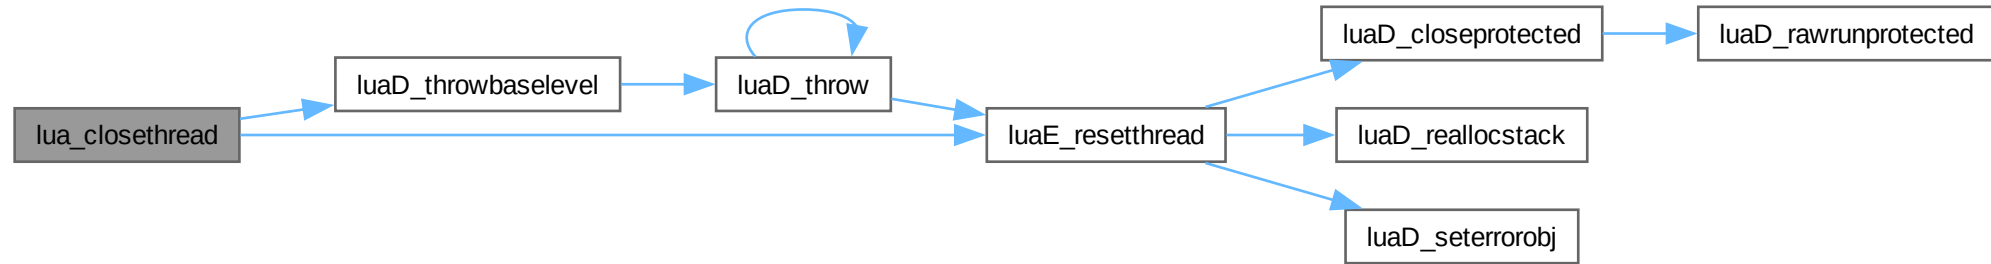 lua_closethread
luaD_throwbaselevel
luaD_throw
luaE_resetthread
luaD_closeprotected
luaD_rawrunprotected
luaD_reallocstack
luaD_seterrorobj